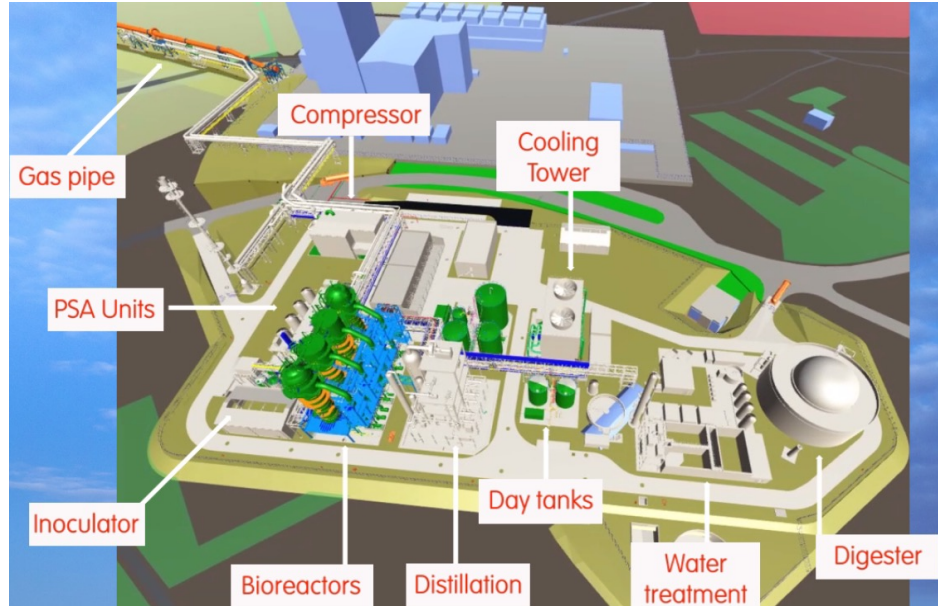 Compressor
Cooling
Tower
Gas pipe
PSA Units
Inoculator
Day tanks
Bioreactors
Distillation
Water
treatment
Digester